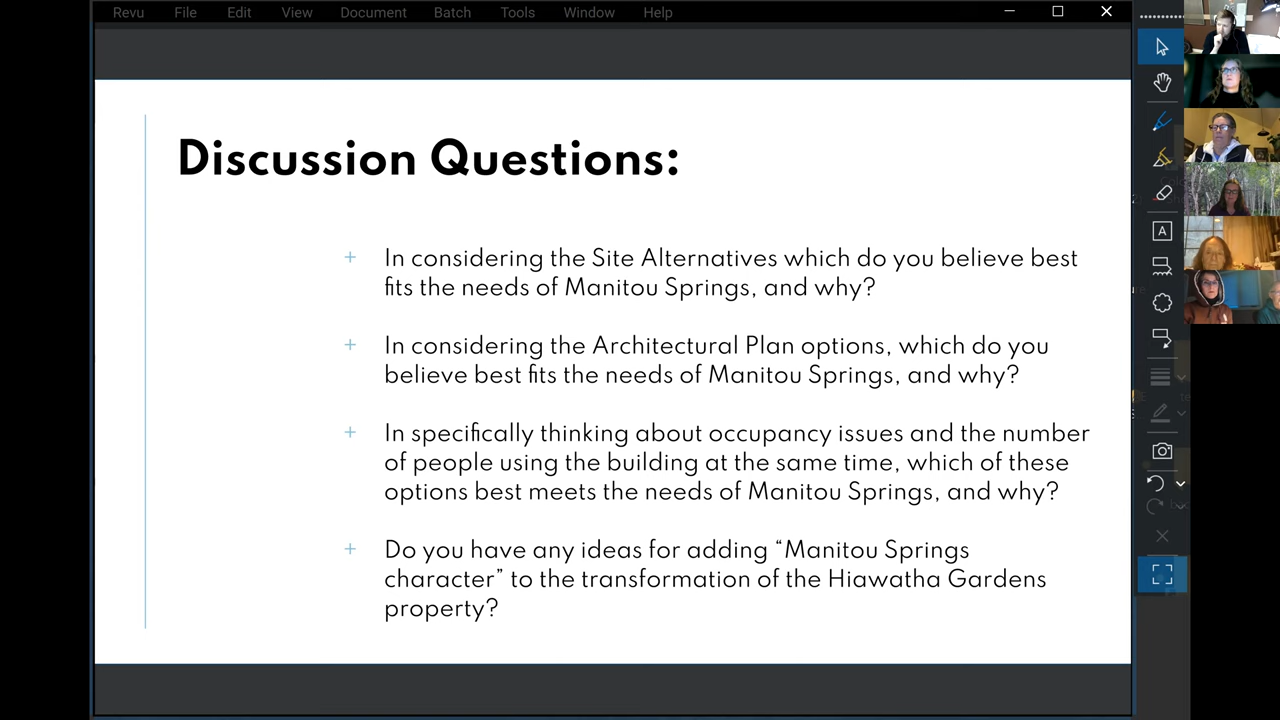 Revu File Edit View Document Batch Tools Window Help
Discussion Questions:
+ In considering the Site Alternatives which do you believe best
fits the needs of Manitou Springs, and why?
+ In considering the Architectural Plan options, which do you
believe best fits the needs of Manitou Springs, and why?
+ In specifically thinking about occupancy issues and the number
of people using the building at the same time, which of these
options best meets the needs of Manitou Springs, and why?
+ Do you have any ideas for adding “Manitou Springs
character” to the transformation of the Hiawatha Gardens
property?
A